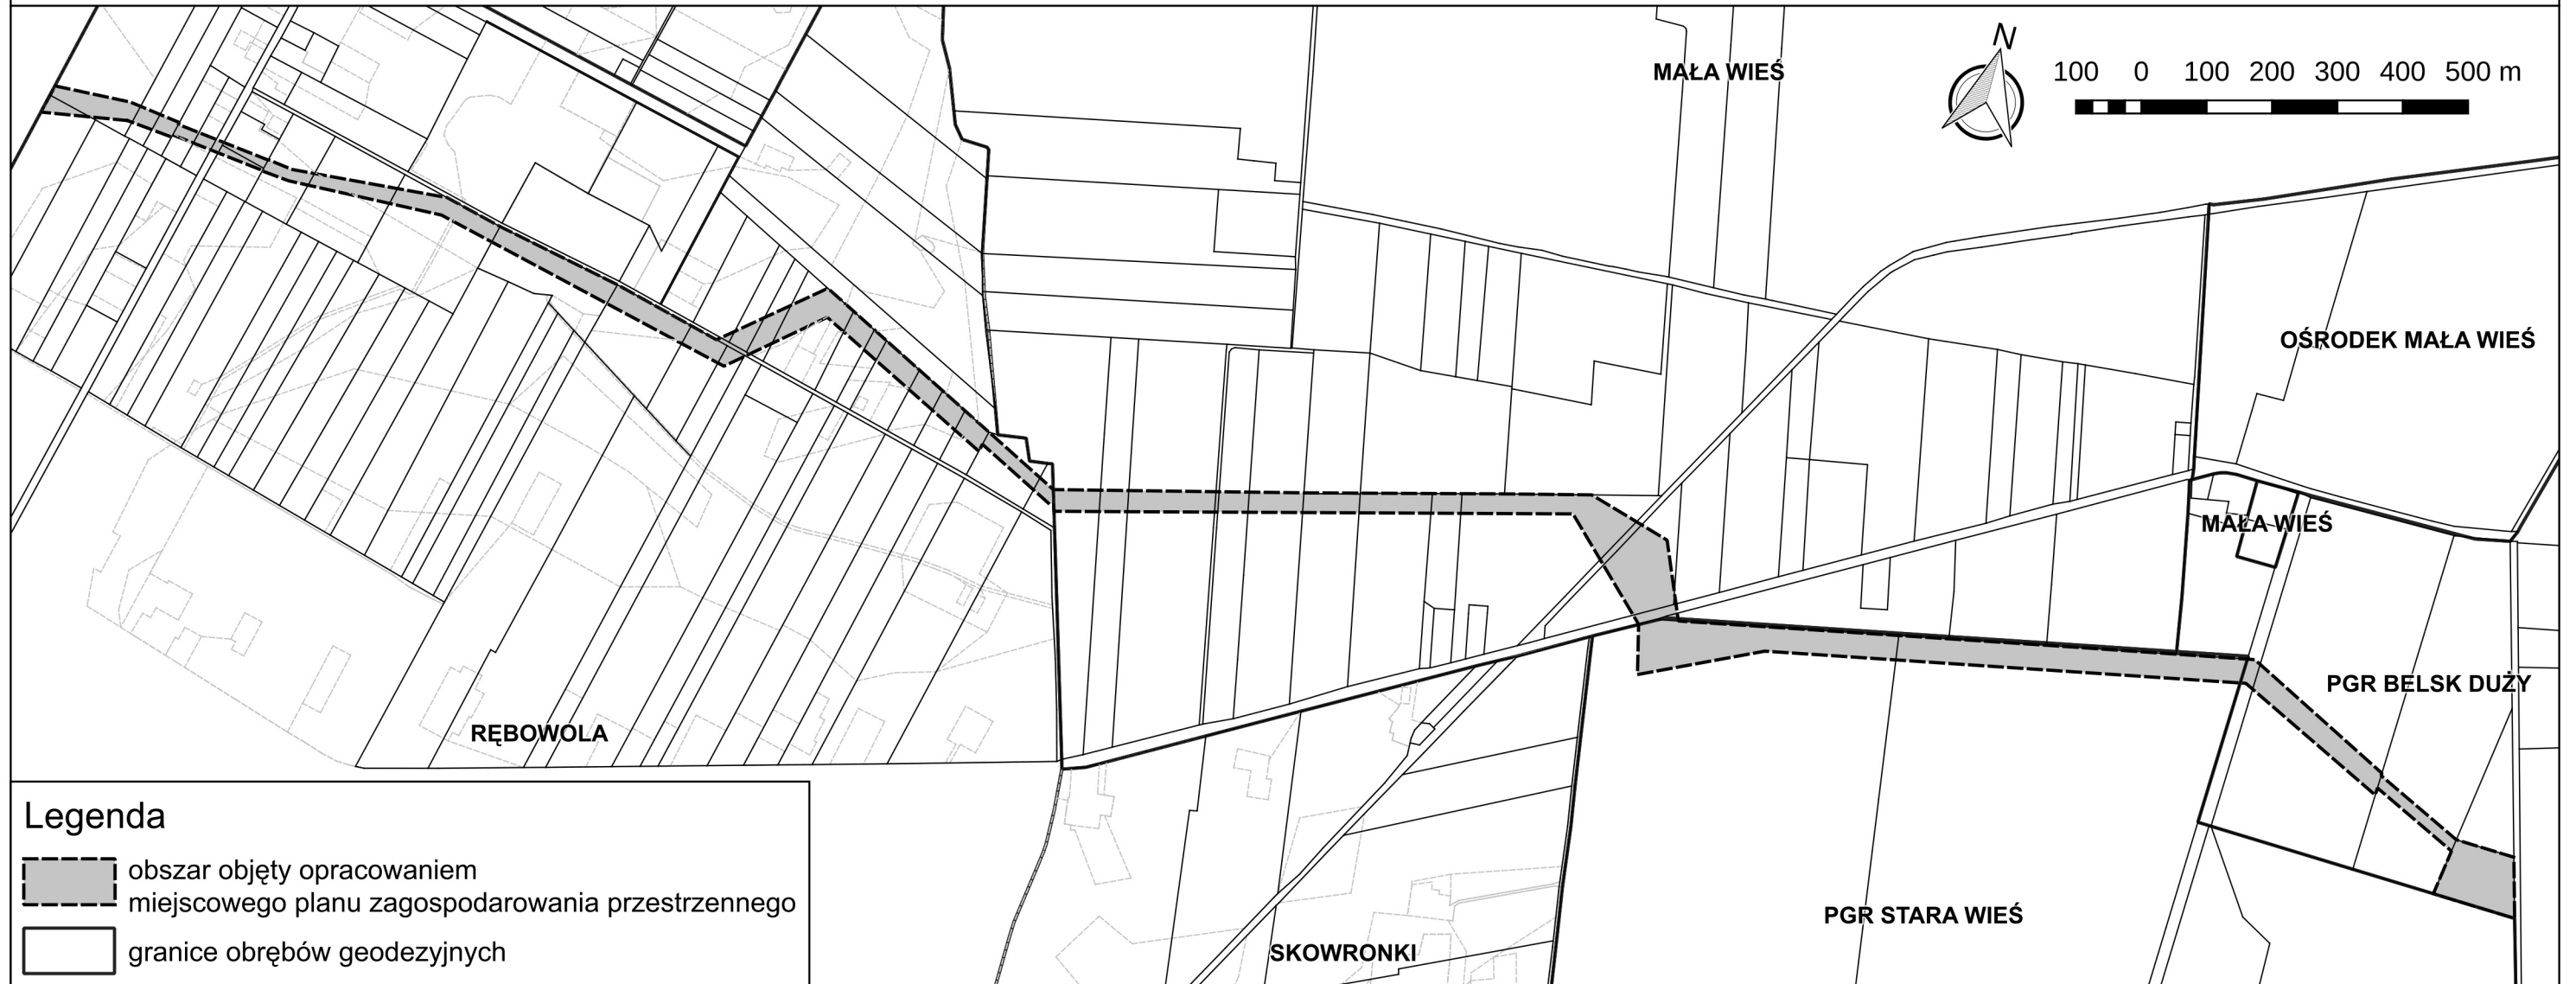 N
MAŁA WIEŚ
100 0 100 200 300 400 500 m
OŚRODEK MAŁA WIEŚ
MAŁA WIEŚ
PGR BELSK DUŻY
RĘBOWOLA
Legenda
obszar objęty opracowaniem
miejscowego planu zagospodarowania przestrzennego
granice obrębów geodezyjnych
PGR STARA WIEŚ
SKOWRONKI